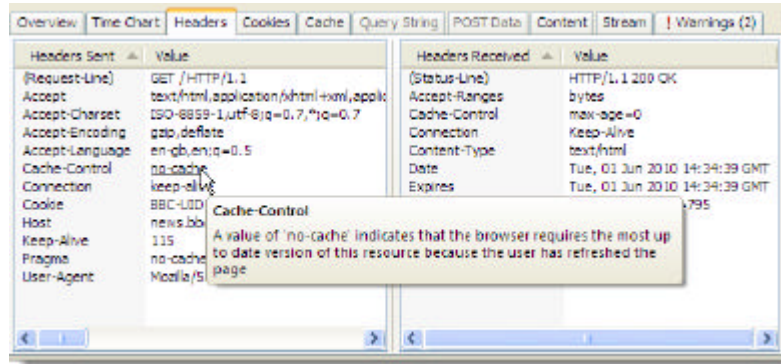 Overview Time Chart Headers Cookies Cache Query String POST Data Content Stream ! Warnings (2)
Headers Sent Value
(Request-Line) GET / HTTP/1.1
Accept text/html,application/xhtml+xml,applic
Accept-Charset ISO-8859-1,utf-8;q=0.7,*;q=0.7
Accept-Encoding gzip,deflate
Accept-Language en-gb,en;q=0.5
Cache-Control no-cache
Connection keep-alive
Cookie BBC-UID
Host news.bb
Keep-Alive 115
Pragma no-cache
User-Agent Mozilla/5
Headers Received Value
(Status-Line) HTTP/1.1 200 OK
Accept-Ranges bytes
Cache-Control max-age=0
Connection Keep-Alive
Content-Type text/html
Date Tue, 01 Jun 2010 14:34:39 GMT
Expires Tue, 01 Jun 2010 14:34:39 GMT
795
Cache-Control
A value of 'no-cache' indicates that the browser requires the most up
to date version of this resource because the user has refreshed the
page